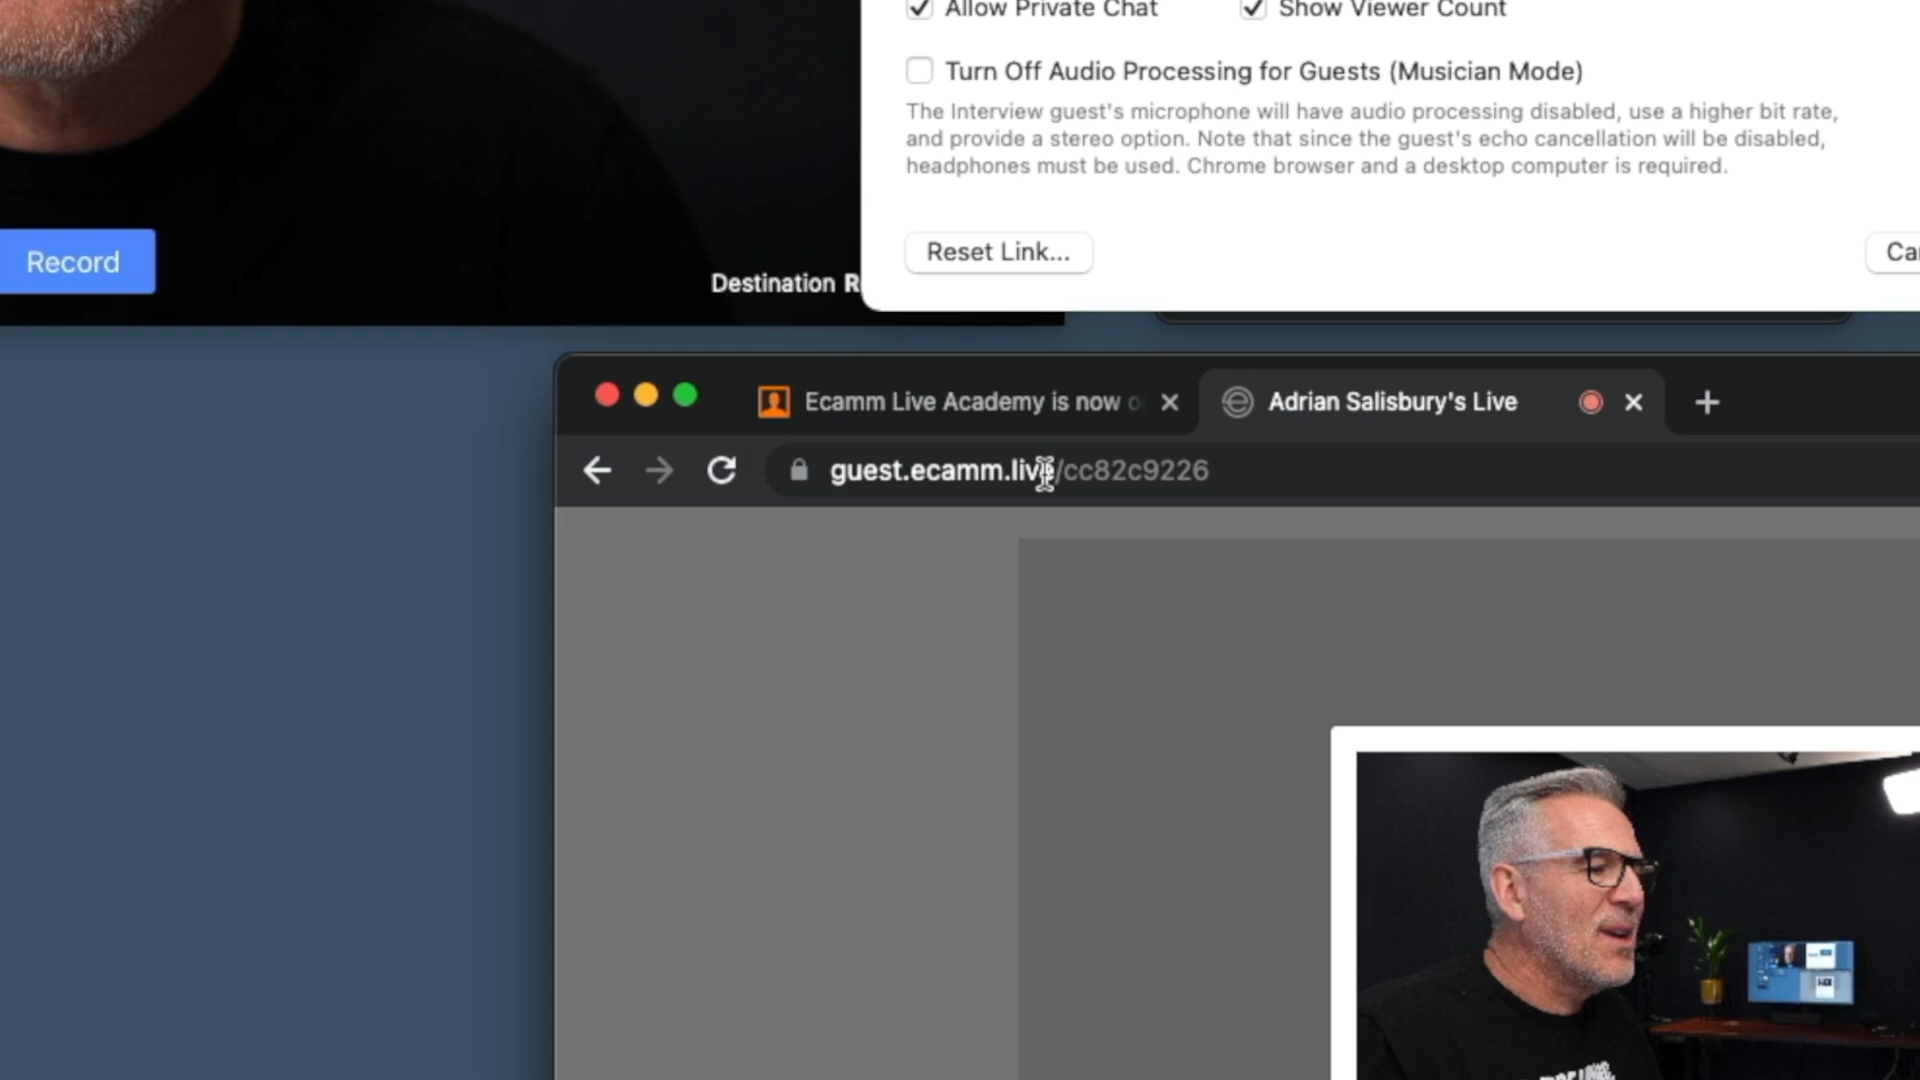 Allow Private Chat
Show Viewer Count
Turn Off Audio Processing for Guests (Musician Mode)
The Interview guest's microphone will have audio processing disabled, use a higher bit rate,
and provide a stereo option. Note that since the guest's echo cancellation will be disabled,
headphones must be used. Chrome browser and a desktop computer is required.
Record
Reset Link...
Destination
Ecamm Live Academy is now
Adrian Salisbury's Live
guest.ecamm.live/cc82c9226